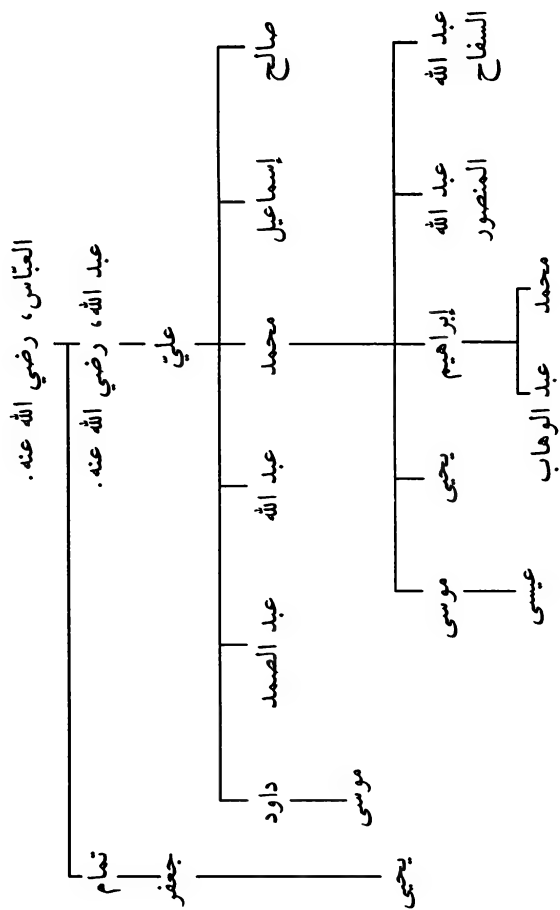 العبّاس، رضي الله عنه.
عبد الله، رضي الله عنه.
تمام
عليّ
جعفر
صالح
إسماعيل
محمد
عبد الله
عبد الصمد
داود
موسى
عبد الله
السفاح
عبد الله
المنصور
إبراهيم
يحيى
موسى
يحيى
محمد
عبد الوهاب
عيسى